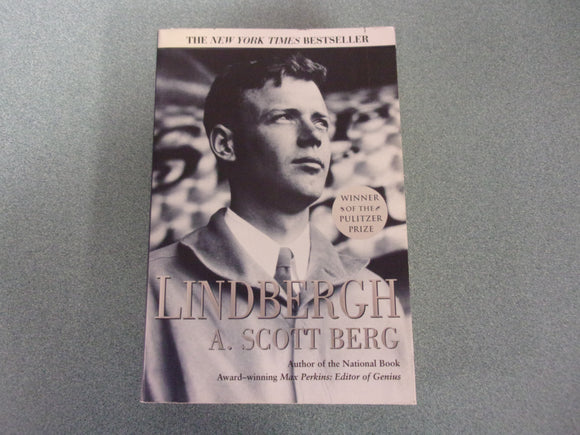 THE NEW YORK TIMES BESTSELLER
WINNER
OF THE
PULITZER
PRIZE
LINDBERGH
A. SCOTT BERG
Author of the National Book
Award–winning Max Perkins: Editor of Genius